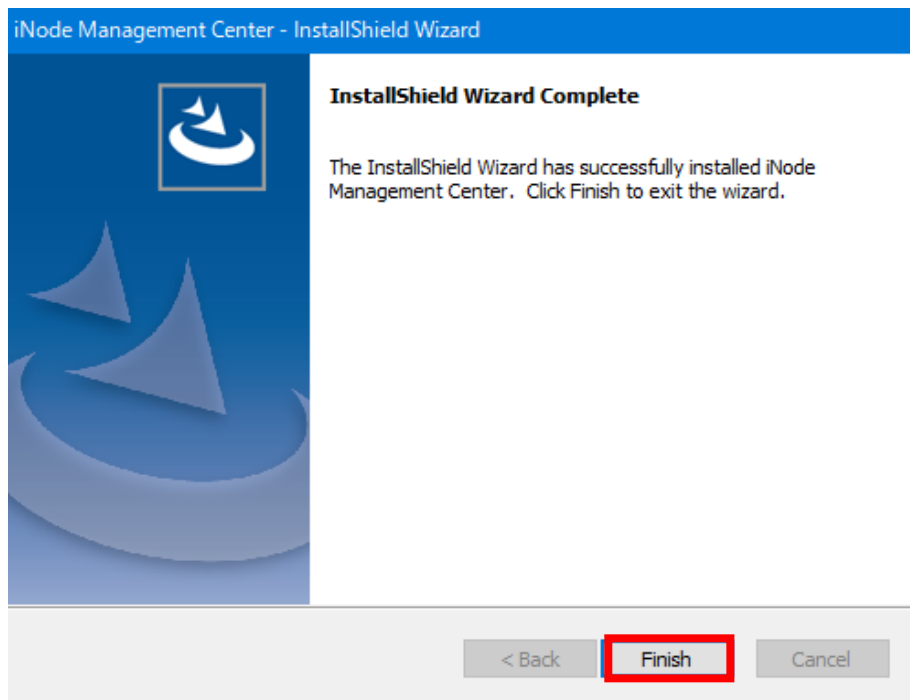 iNode Management Center - InstallShield Wizard
InstallShield Wizard Complete
The InstallShield Wizard has successfully installed iNode
Management Center.  Click Finish to exit the wizard.
< Back
Finish
Cancel